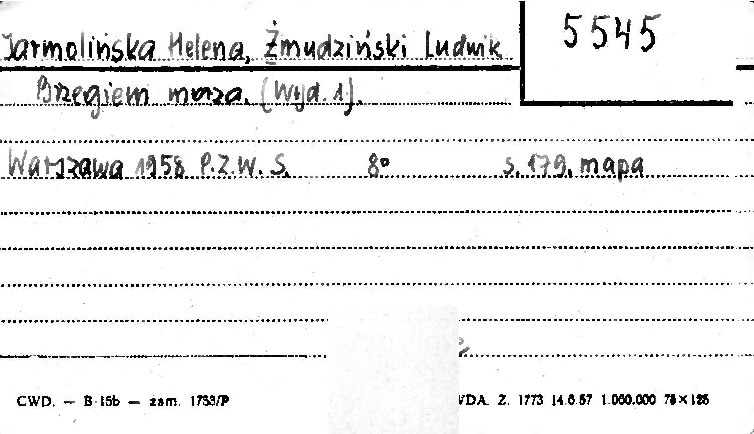 5545
Jarmolińska Helena, Żmudziński Ludwik
Brzegiem morza. [Wyd. 1].
Warszawa 1958 P.Z.W.S. 8° s. 179, mapa
CWD. — B-15b — zam. 1753/P VDA. Z. 1773 14.6.57 1.000.000 75×125